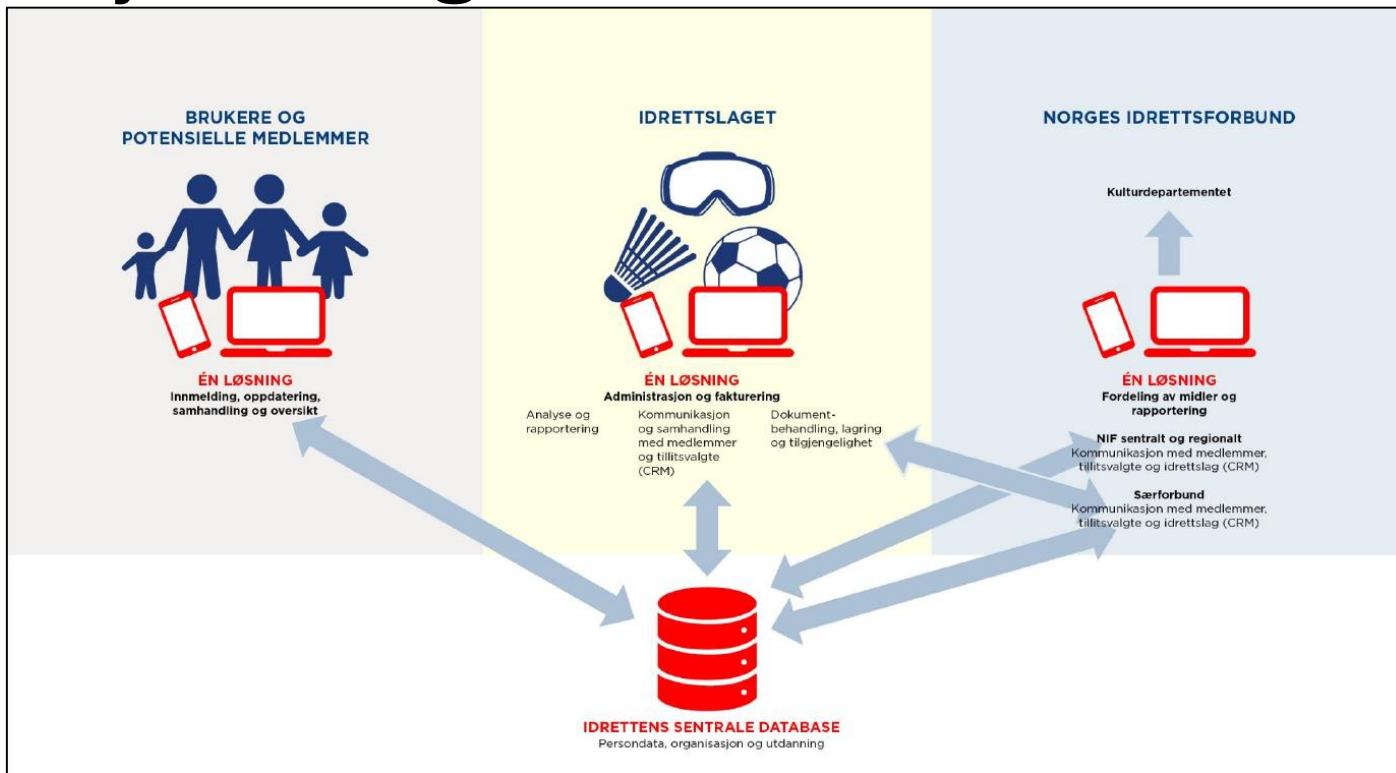 BRUKERE OG
POTENSIELLE MEDLEMMER
ÉN LØSNING
Innmelding, oppdatering,
samhandling og oversikt
IDRETTSLAGET
ÉN LØSNING
Administrasjon og fakturering
Analyse og
rapportering
Kommunikasjon
og samhandling
med medlemmer
og tillitsvalgte
(CRM)
Dokument-
behandling, lagring
og tilgjengelighet
NORGES IDRETTSFORBUND
Kulturdepartementet
ÉN LØSNING
Fordeling av midler og
rapportering
NIF sentralt og regionalt
Kommunikasjon med medlemmer,
tillitsvalgte og idrettslag (CRM)
Særforbund
Kommunikasjon med medlemmer,
tillitsvalgte og idrettslag (CRM)
IDRETTENS SENTRALE DATABASE
Persondata, organisasjon og utdanning